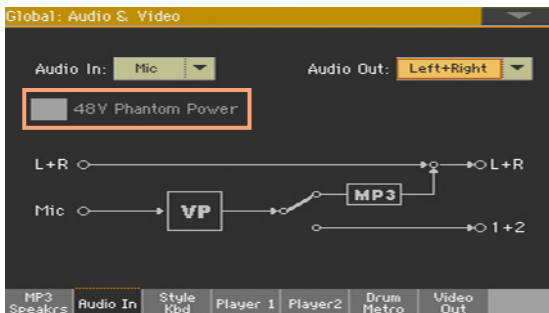 Global: Audio & Video
Audio In: Mic Audio Out: Left+Right
48V Phantom Power
L+R L+R
MP3
Mic VP
1+2
MP3 Speakrs Audio In Style Kbd Player 1 Player2 Drum Metro Video Out